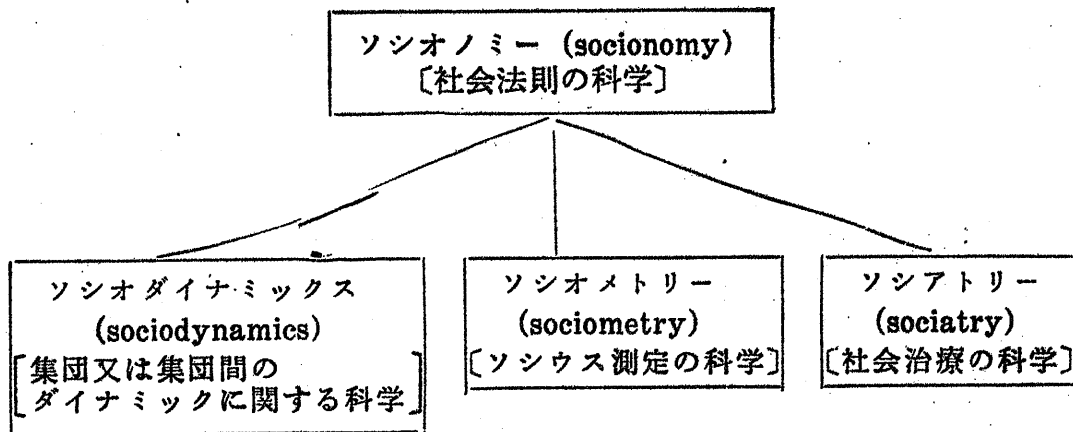 ソシオノミー (socionomy)
〔社会法則の科学〕
ソシオダイナミックス
(sociodynamics)
[集団又は集団間の
ダイナミックに関する科学]
ソシオメトリー
(sociometry)
〔ソシウス測定の科学〕
ソシアトリー
(sociatry)
〔社会治療の科学〕